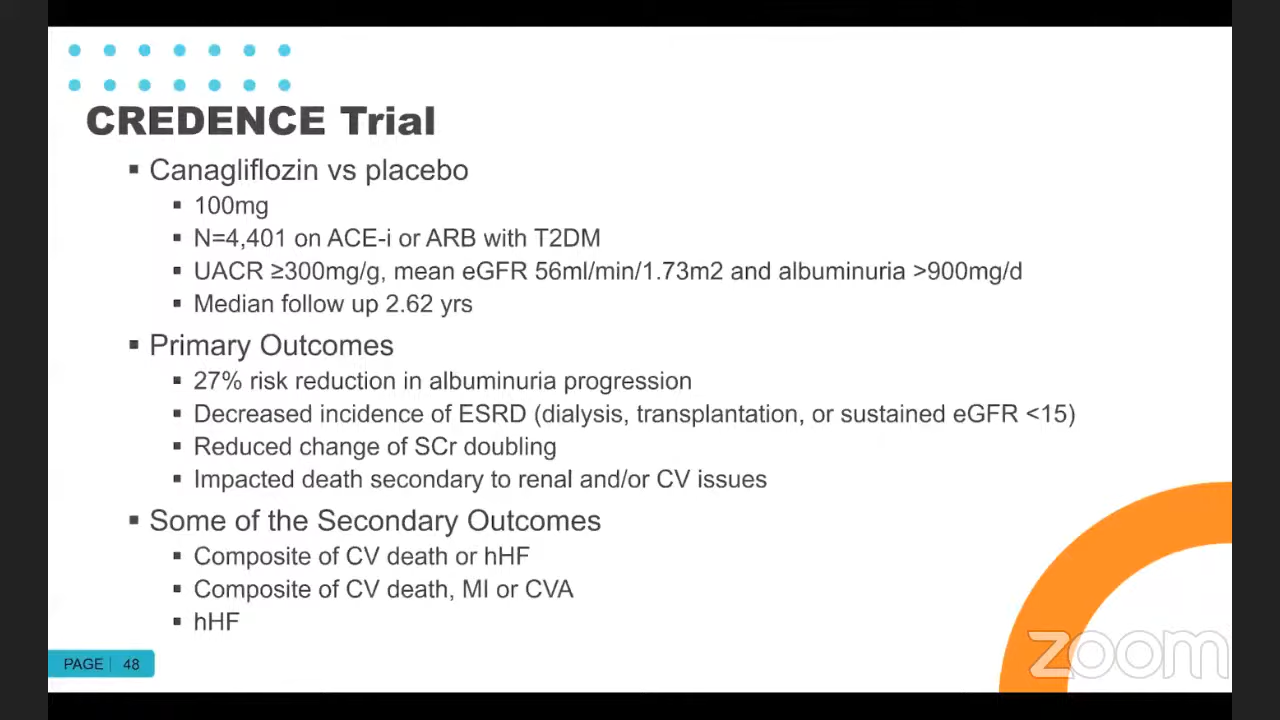 CREDENCE Trial
▪ Canagliflozin vs placebo
▪ 100mg
▪ N=4,401 on ACE-i or ARB with T2DM
▪ UACR ≥300mg/g, mean eGFR 56ml/min/1.73m2 and albuminuria >900mg/d
▪ Median follow up 2.62 yrs
▪ Primary Outcomes
▪ 27% risk reduction in albuminuria progression
▪ Decreased incidence of ESRD (dialysis, transplantation, or sustained eGFR <15)
▪ Reduced change of SCr doubling
▪ Impacted death secondary to renal and/or CV issues
▪ Some of the Secondary Outcomes
▪ Composite of CV death or hHF
▪ Composite of CV death, MI or CVA
▪ hHF
PAGE | 48
zoom